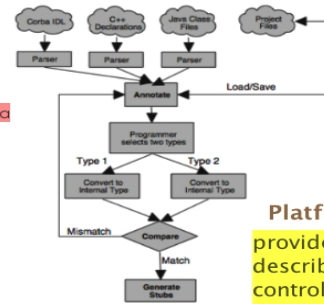 Corba IDL
C++
Declarations
Java Class
Files
Project
Files
Parser
Parser
Parser
Load/Save
Annotate
a
Programmer
selects two types
Type 1
Type 2
Convert to
Internal Type
Convert to
Internal Type
Platf
provide
describ
control
Mismatch
Compare
Match
Generate
Stubs